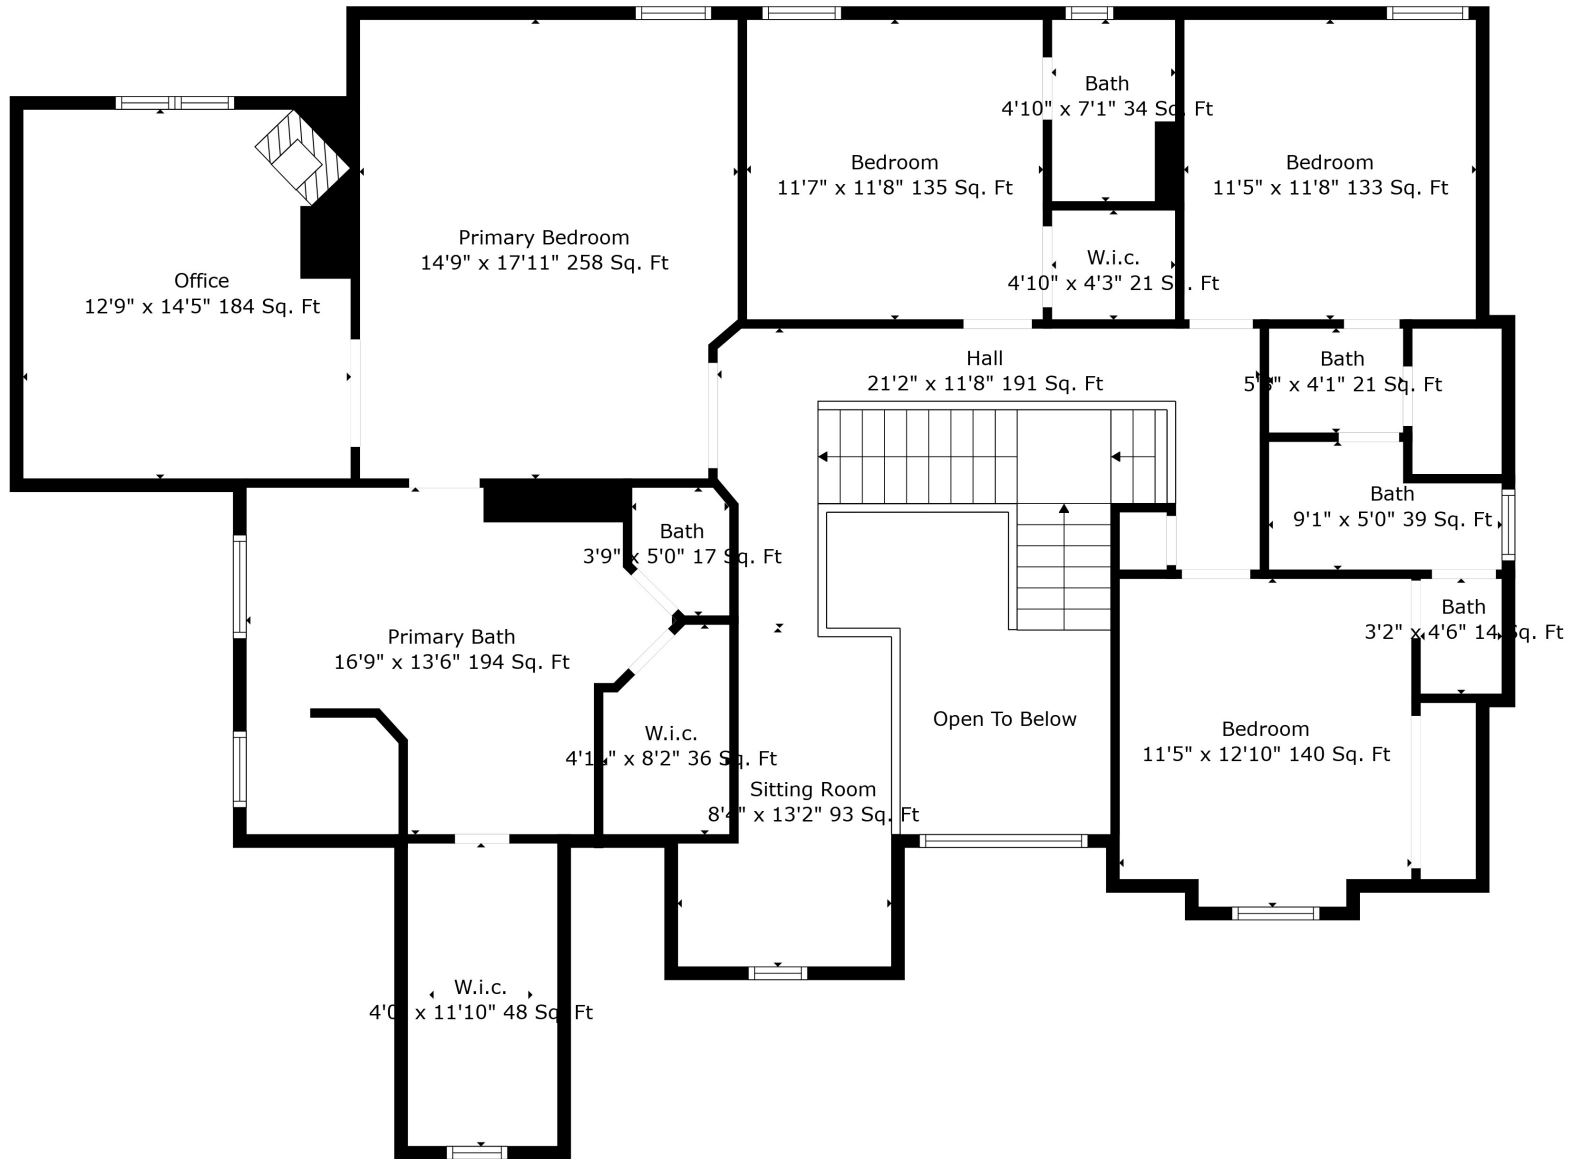 Bath
4'10" x 7'1" 34 Sq. Ft
Bedroom
11'7" x 11'8" 135 Sq. Ft
Bedroom
11'5" x 11'8" 133 Sq. Ft
Primary Bedroom
14'9" x 17'11" 258 Sq. Ft
W.i.c.
4'10" x 4'3" 21 Sq. Ft
Office
12'9" x 14'5" 184 Sq. Ft
Hall
21'2" x 11'8" 191 Sq. Ft
Bath
x 4'1" 21 Sq. Ft
Bath
9'1" x 5'0" 39 Sq. Ft
Bath
3'9" x 5'0" 17 Sq. Ft
Bath
3'2" x 4'6" 14 Sq. Ft
Primary Bath
16'9" x 13'6" 194 Sq. Ft
Open To Below
Bedroom
11'5" x 12'10" 140 Sq. Ft
W.i.c.
x 8'2" 36 Sq. Ft
Sitting Room
8'4" x 13'2" 93 Sq. Ft
W.i.c.
4'0" x 11'10" 48 Sq. Ft